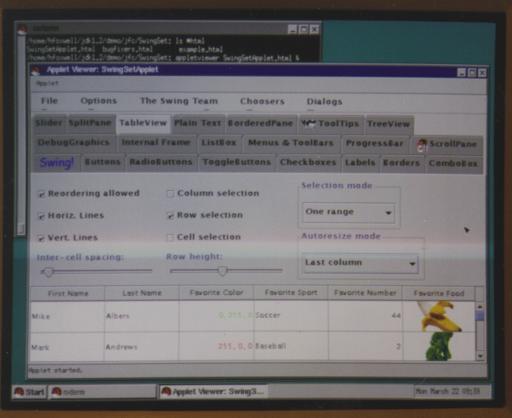 nxterm
/home/hfoxwell/jdk1.2/demo/jfc/SwingSet: ls *html
SwingSetApplet.html bugfixers.html example.html
/home/hfoxwell/jdk1.2/demo/jfc/SwingSet: appletviewer SwingSetApplet.html &
Applet Viewer: SwingSetApplet
Applet
File Options The Swing Team Choosers Dialogs
Slider SplitPane TableView Plain Text BorderedPane ToolTips TreeView
DebugGraphics Internal Frame ListBox Menus & ToolBars ProgressBar ScrollPane
Swing! Buttons RadioButtons ToggleButtons Checkboxes Labels Borders ComboBox
Reordering allowed Column selection Selection mode
Horiz. Lines Row selection One range
Vert. Lines Cell selection Autoresize mode
Inter-cell spacing: Row height: Last column
First Name Last Name Favorite Color Favorite Sport Favorite Number Favorite Food
Mike Albers 0, 255, 0 Soccer 44
Mark Andrews 255, 0, 0 Baseball 2
Applet started.
Start nxterm Applet Viewer: SwingS... Mon March 22